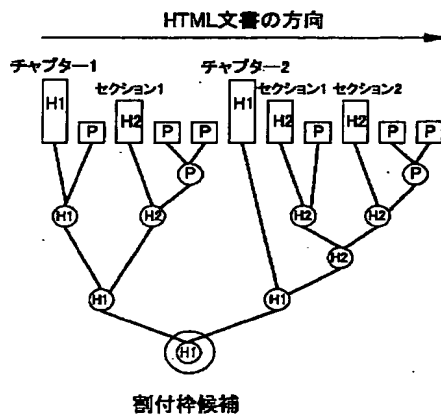 HTML文書の方向
チャプター1
チャプター2
セクション1
セクション1 セクション2
H1 P H2 P P H1 H2 P H2 P P
P P
H1 H2 H2 H2
H2
H1 H1
H1
割付枠候補